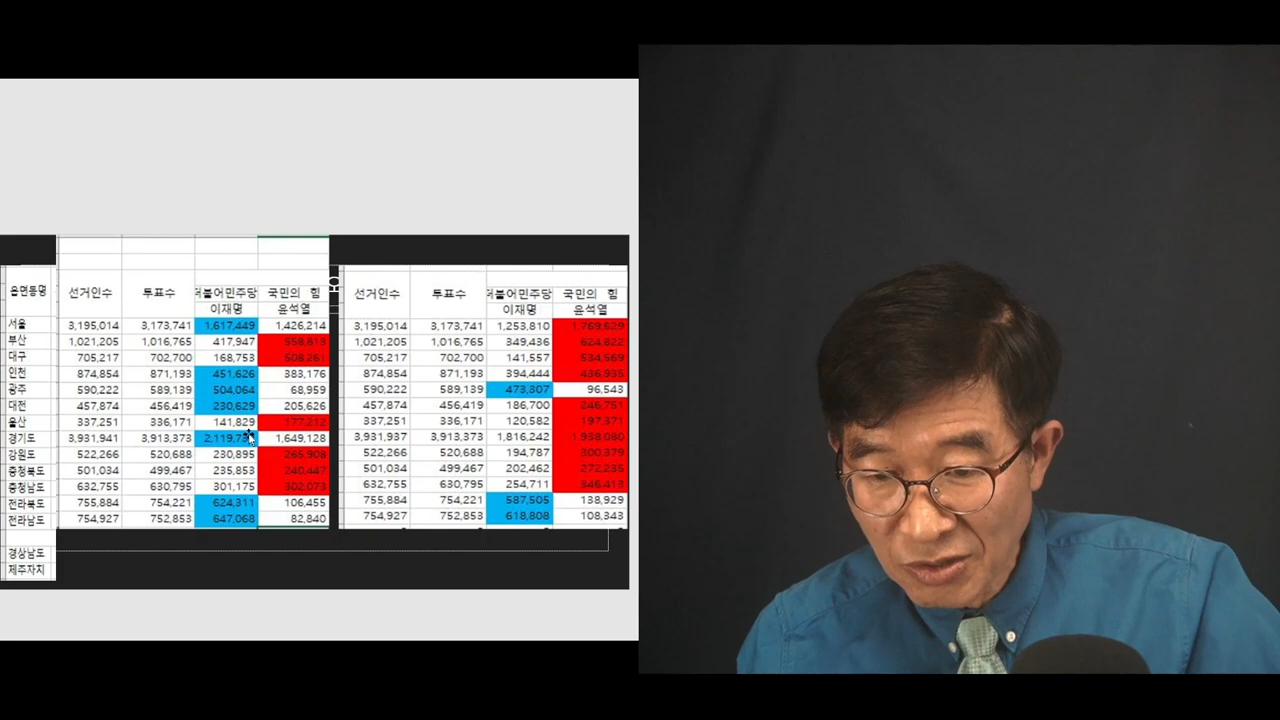 읍면동명 선거인수 투표수 더불어민주당 국민의 힘 선거인수 투표수 더불어민주당 국민의 힘
이재명 윤석열 이재명 윤석열
서울 3,195,014 3,173,741 1,617,449 1,426,214 3,195,014 3,173,741 1,253,810 1,769,629
부산 1,021,205 1,016,765 417,947 558,813 1,021,205 1,016,765 349,436 624,822
대구 705,217 702,700 168,753 508,261 705,217 702,700 141,557 534,569
인천 874,854 871,193 451,626 383,176 874,854 871,193 394,444 436,935
광주 590,222 589,139 504,064 68,959 590,222 589,139 473,807 96,543
대전 457,874 456,419 230,629 205,626 457,874 456,419 186,700 246,751
울산 337,251 336,171 141,829 177,212 337,251 336,171 120,582 197,371
경기도 3,931,941 3,913,373 1,649,128 3,931,937 3,913,373 1,816,242 1,938,080
강원도 522,266 520,688 230,895 265,908 522,266 520,688 194,787 300,379
충청북도 501,034 499,467 235,853 240,447 501,034 499,467 202,462 272,235
충청남도 632,755 630,795 301,175 302,073 632,755 630,795 254,711 346,413
전라북도 755,884 754,221 624,311 106,455 755,884 754,221 587,505 138,929
전라남도 754,927 752,853 647,068 82,840 754,927 752,853 618,808 108,343
경상남도
제주자치